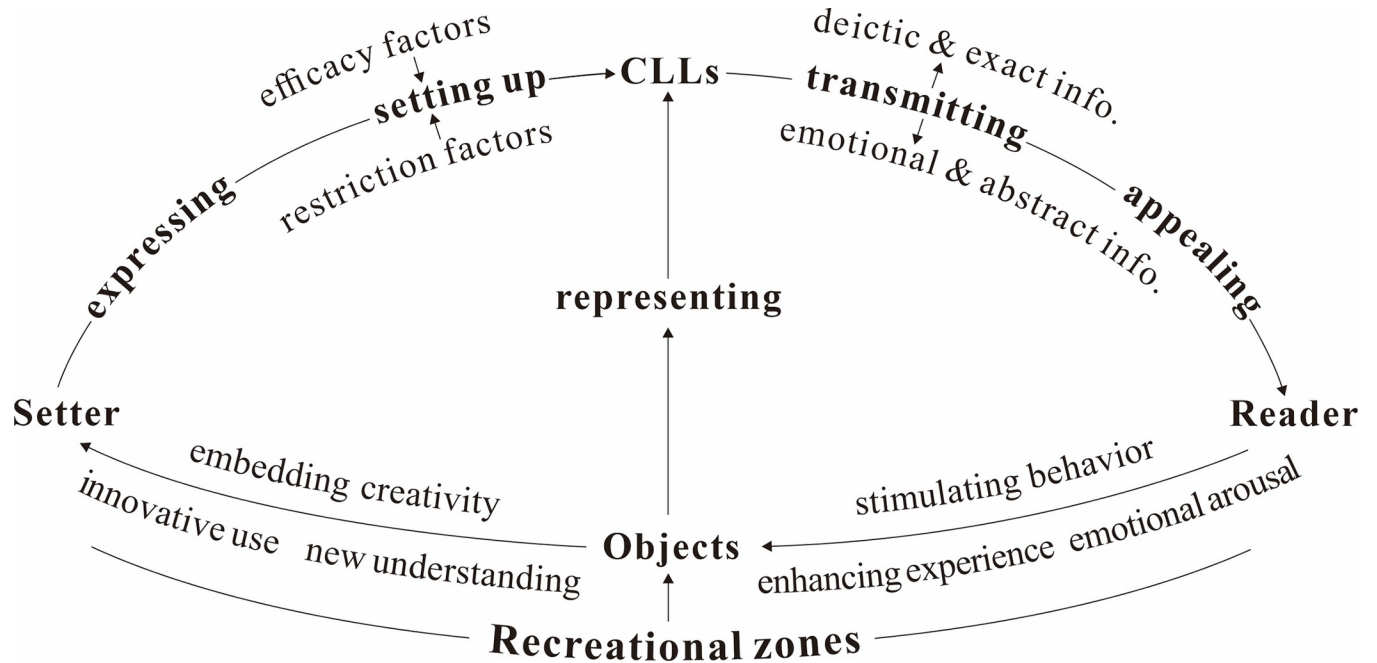 efficacy factors
setting up
restriction factors
expressing
CLLs
deictic & exact info.
transmitting
emotional & abstract info.
appealing
representing
Setter
Reader
embedding creativity
innovative use new understanding
Objects
stimulating behavior
enhancing experience emotional arousal
Recreational zones